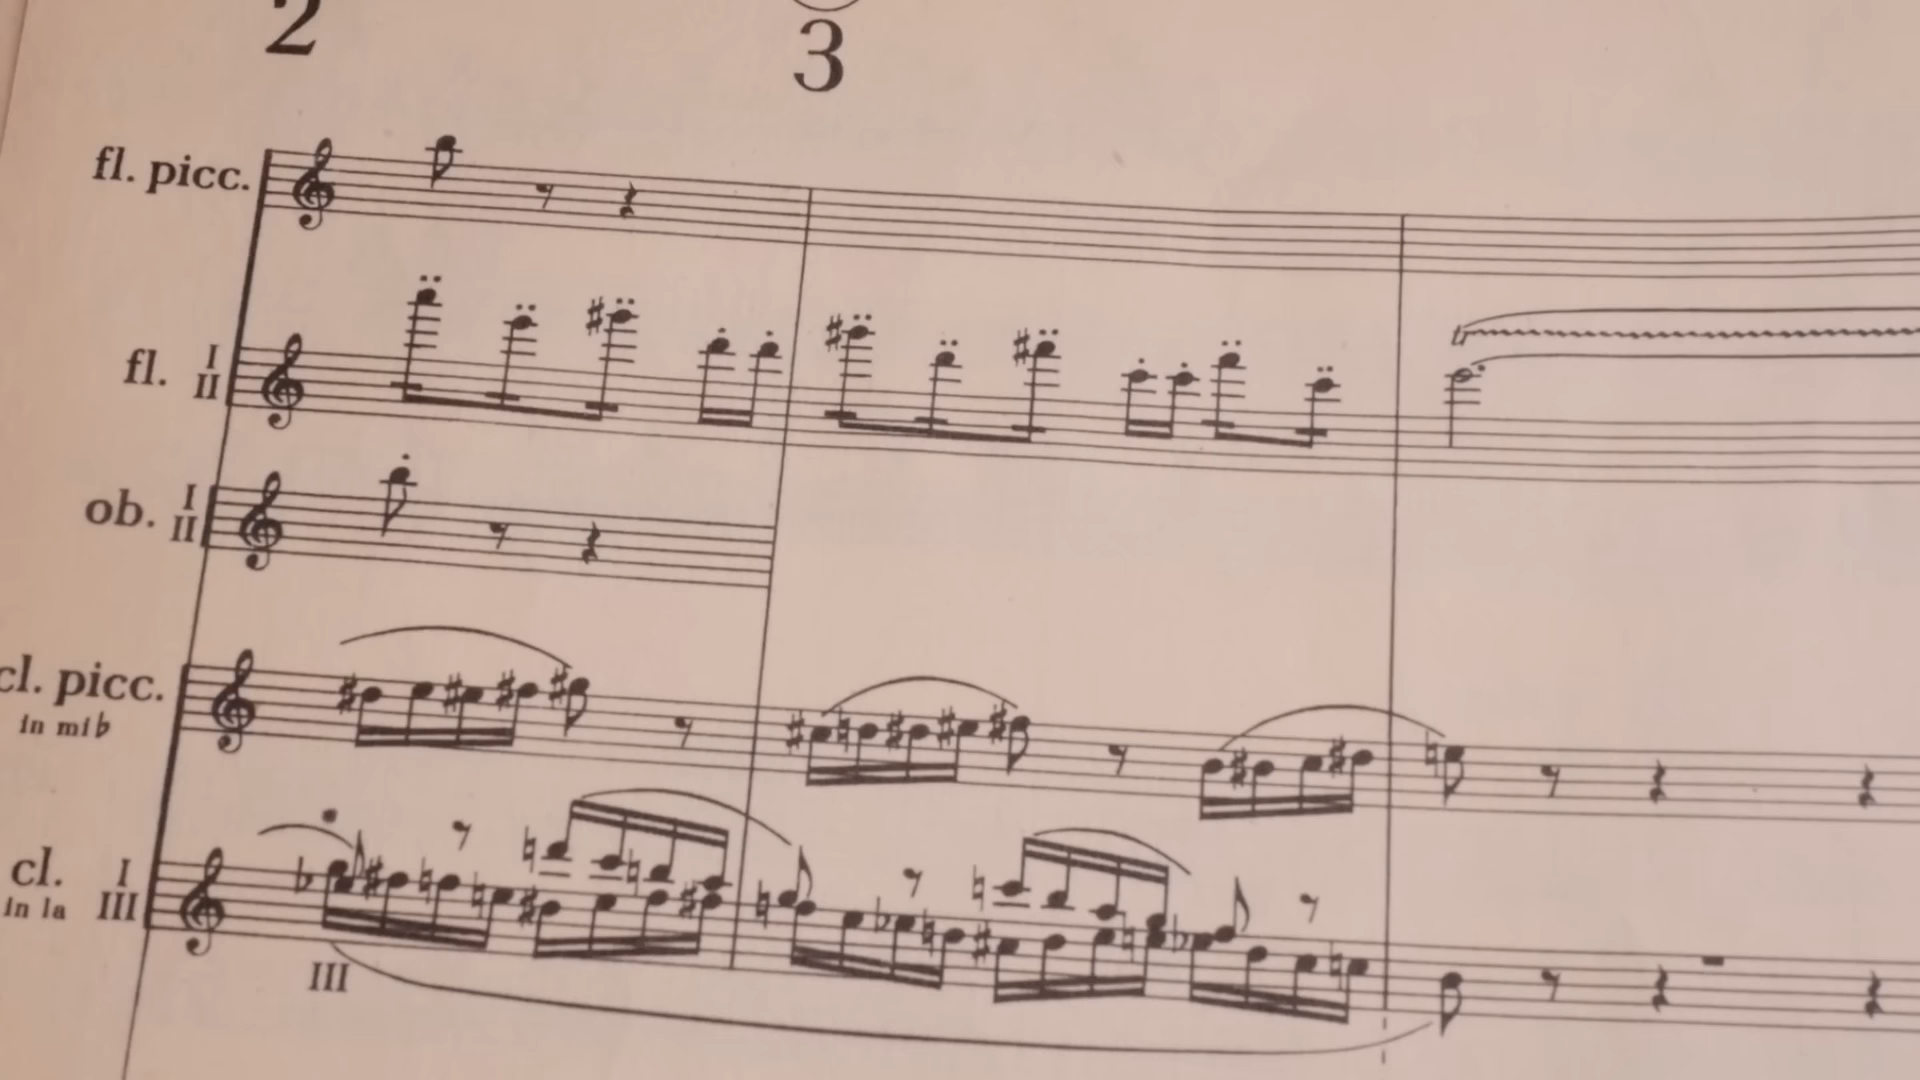 2
3
fl. picc.
fl. I
II
tr
ob. I
II
cl. picc.
in mi♭
cl. I
in la III
III